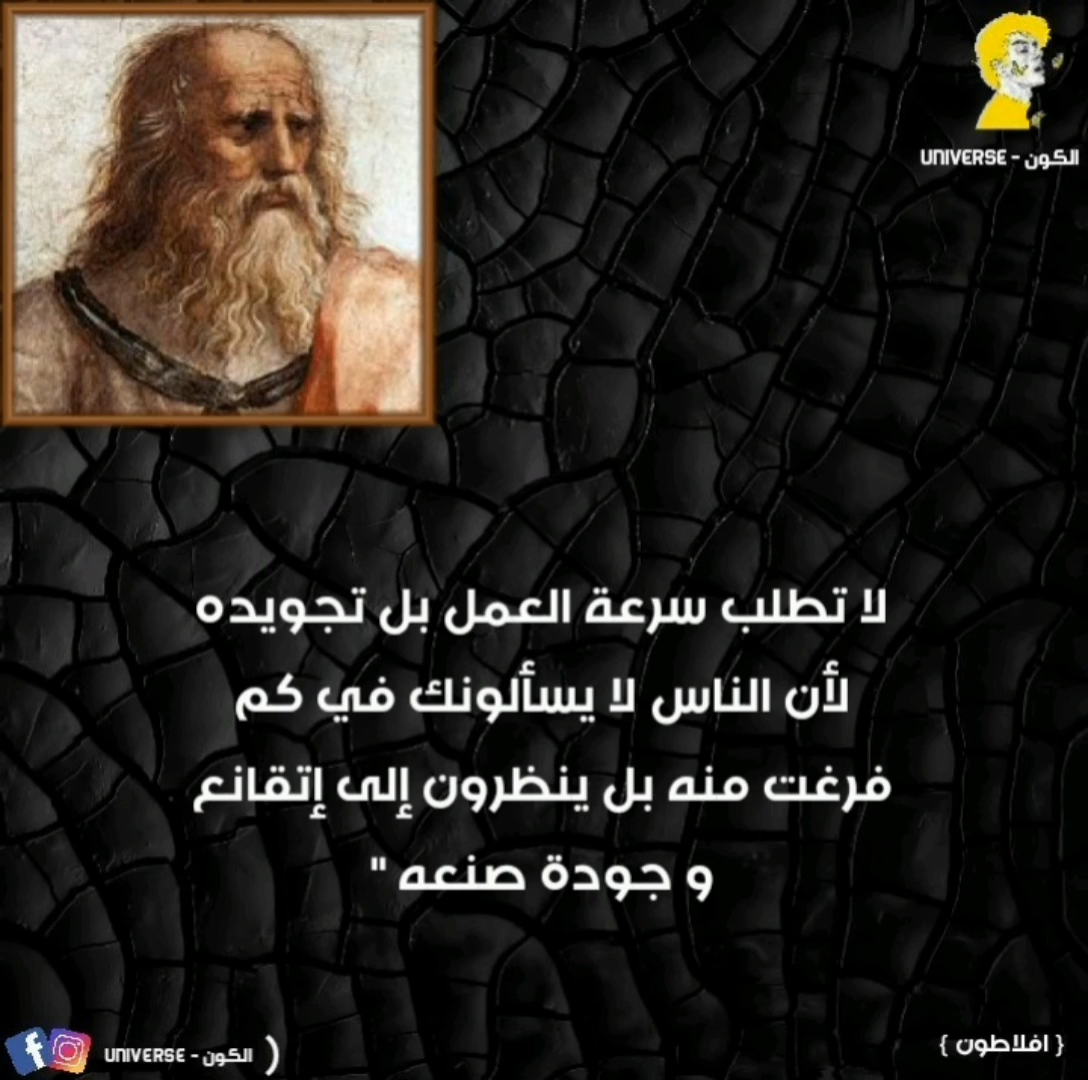 UNIVERSE - الكون
لا تطلب سرعة العمل بل تجويده
لأن الناس لا يسألونك في كم
فرغت منه بل ينظرون إلى إتقانع
و جودة صنعه "
{ افلاطون }
UNIVERSE - الكون (